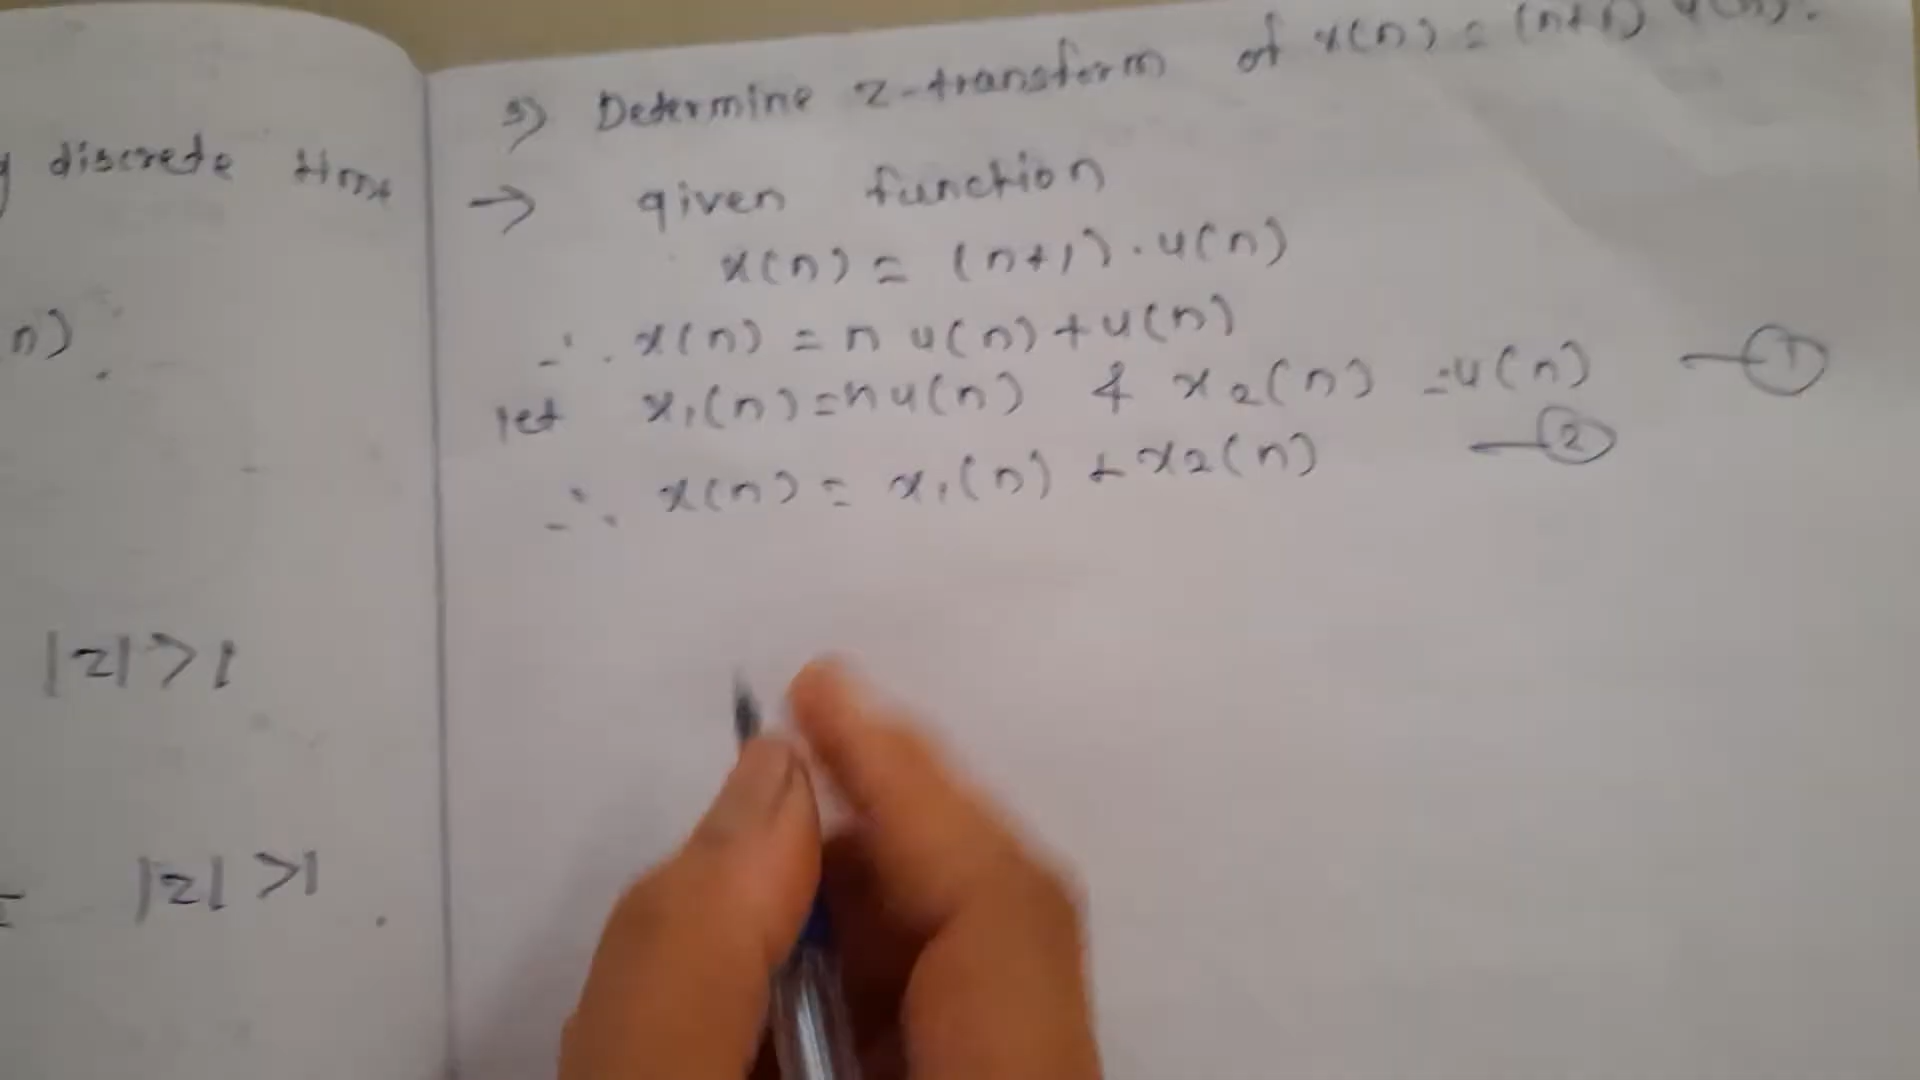 discrete time
n)
|z|>1
|z|>1
3) Determine z-transform of x(n) = (n+1) u(n).
→ given function
x(n) = (n+1).u(n)
∴ x(n) = n u(n)+u(n)
let x₁(n)=nu(n) & x₂(n) =u(n) —①
∴ x(n) = x₁(n) + x₂(n) —②